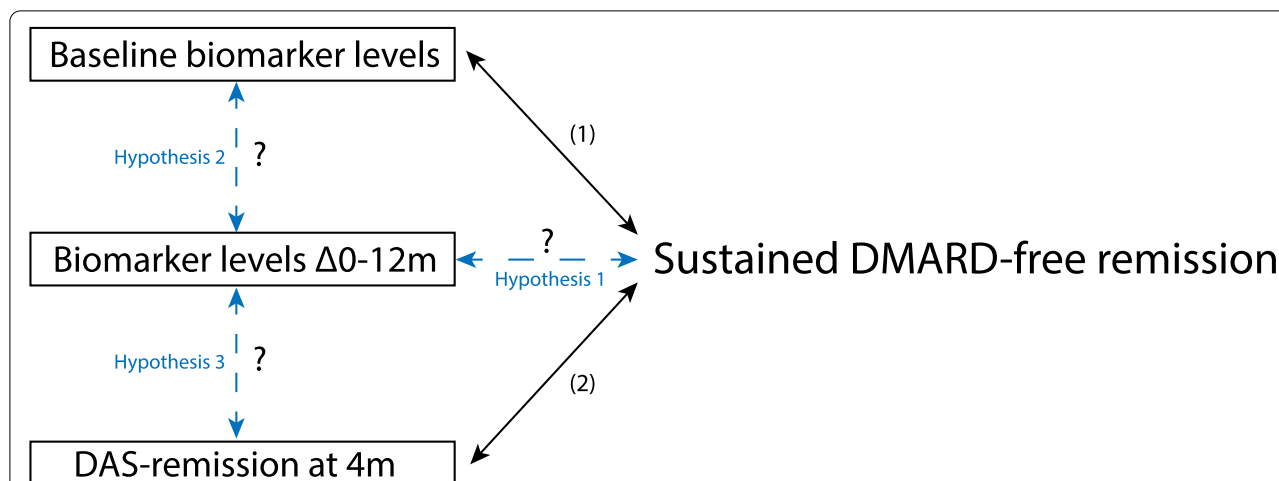 Baseline biomarker levels
(1)
Hypothesis 2 ?
?
Biomarker levels Δ0-12m
Sustained DMARD-free remission
Hypothesis 1
Hypothesis 3 ?
(2)
DAS-remission at 4m